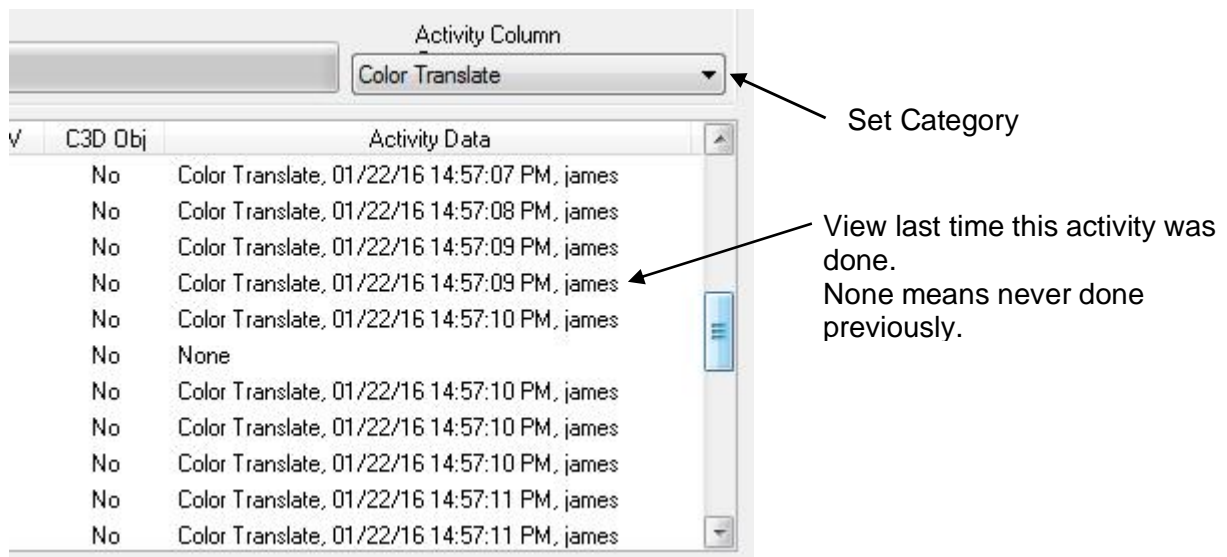 Activity Column
Color Translate
Set Category
V C3D Obj Activity Data
No Color Translate, 01/22/16 14:57:07 PM, james
No Color Translate, 01/22/16 14:57:08 PM, james
No Color Translate, 01/22/16 14:57:09 PM, james
No Color Translate, 01/22/16 14:57:09 PM, james
No Color Translate, 01/22/16 14:57:10 PM, james
No None
No Color Translate, 01/22/16 14:57:10 PM, james
No Color Translate, 01/22/16 14:57:10 PM, james
No Color Translate, 01/22/16 14:57:10 PM, james
No Color Translate, 01/22/16 14:57:11 PM, james
No Color Translate, 01/22/16 14:57:11 PM, james
View last time this activity was
done.
None means never done
previously.